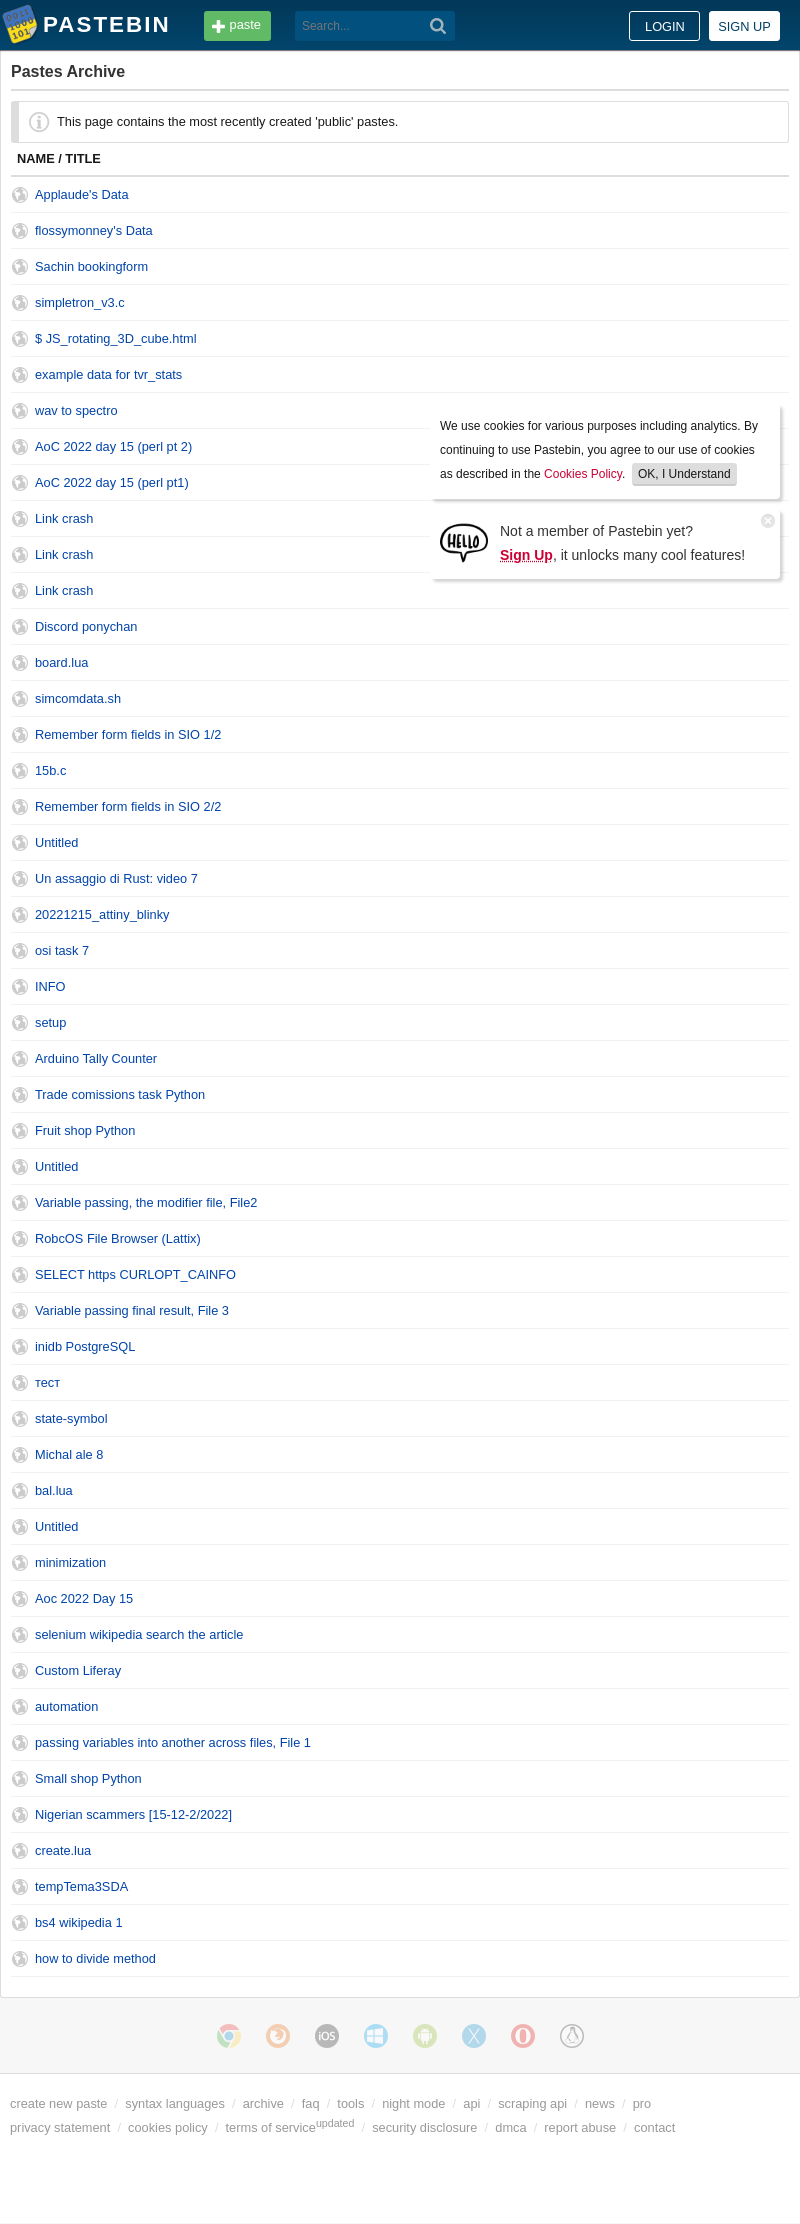 PASTEBIN paste Search... LOGIN SIGN UP
Pastes Archive
This page contains the most recently created 'public' pastes.
NAME / TITLE
Applaude's Data
flossymonney's Data
Sachin bookingform
simpletron_v3.c
$ JS_rotating_3D_cube.html
example data for tvr_stats
wav to spectro
AoC 2022 day 15 (perl pt 2)
AoC 2022 day 15 (perl pt1)
Link crash
Link crash
Link crash
We use cookies for various purposes including analytics. By
continuing to use Pastebin, you agree to our use of cookies
as described in the Cookies Policy. OK, I Understand
HELLO
Not a member of Pastebin yet?
Sign Up, it unlocks many cool features!
Discord ponychan
board.lua
simcomdata.sh
Remember form fields in SIO 1/2
15b.c
Remember form fields in SIO 2/2
Untitled
Un assaggio di Rust: video 7
20221215_attiny_blinky
osi task 7
INFO
setup
Arduino Tally Counter
Trade comissions task Python
Fruit shop Python
Untitled
Variable passing, the modifier file, File2
RobcOS File Browser (Lattix)
SELECT https CURLOPT_CAINFO
Variable passing final result, File 3
inidb PostgreSQL
тест
state-symbol
Michal ale 8
bal.lua
Untitled
minimization
Aoc 2022 Day 15
selenium wikipedia search the article
Custom Liferay
automation
passing variables into another across files, File 1
Small shop Python
Nigerian scammers [15-12-2/2022]
create.lua
tempTema3SDA
bs4 wikipedia 1
how to divide method
iOS
create new paste / syntax languages / archive / faq / tools / night mode / api / scraping api / news / pro
privacy statement / cookies policy / terms of serviceupdated / security disclosure / dmca / report abuse / contact